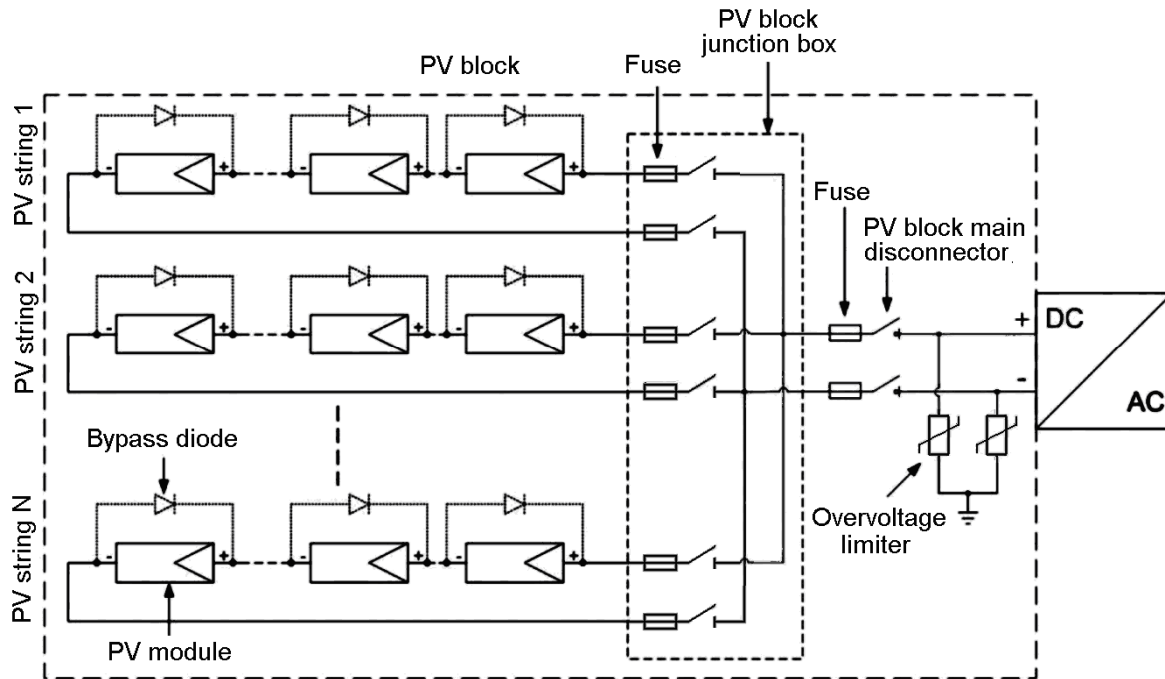 PV block
junction box
PV block
Fuse
PV string 1
- + - + - +
Fuse
PV block main
disconnector
PV string 2
- + - + - +
+
DC
-
AC
Bypass diode
PV string N
- + - + - +
Overvoltage
limiter
PV module